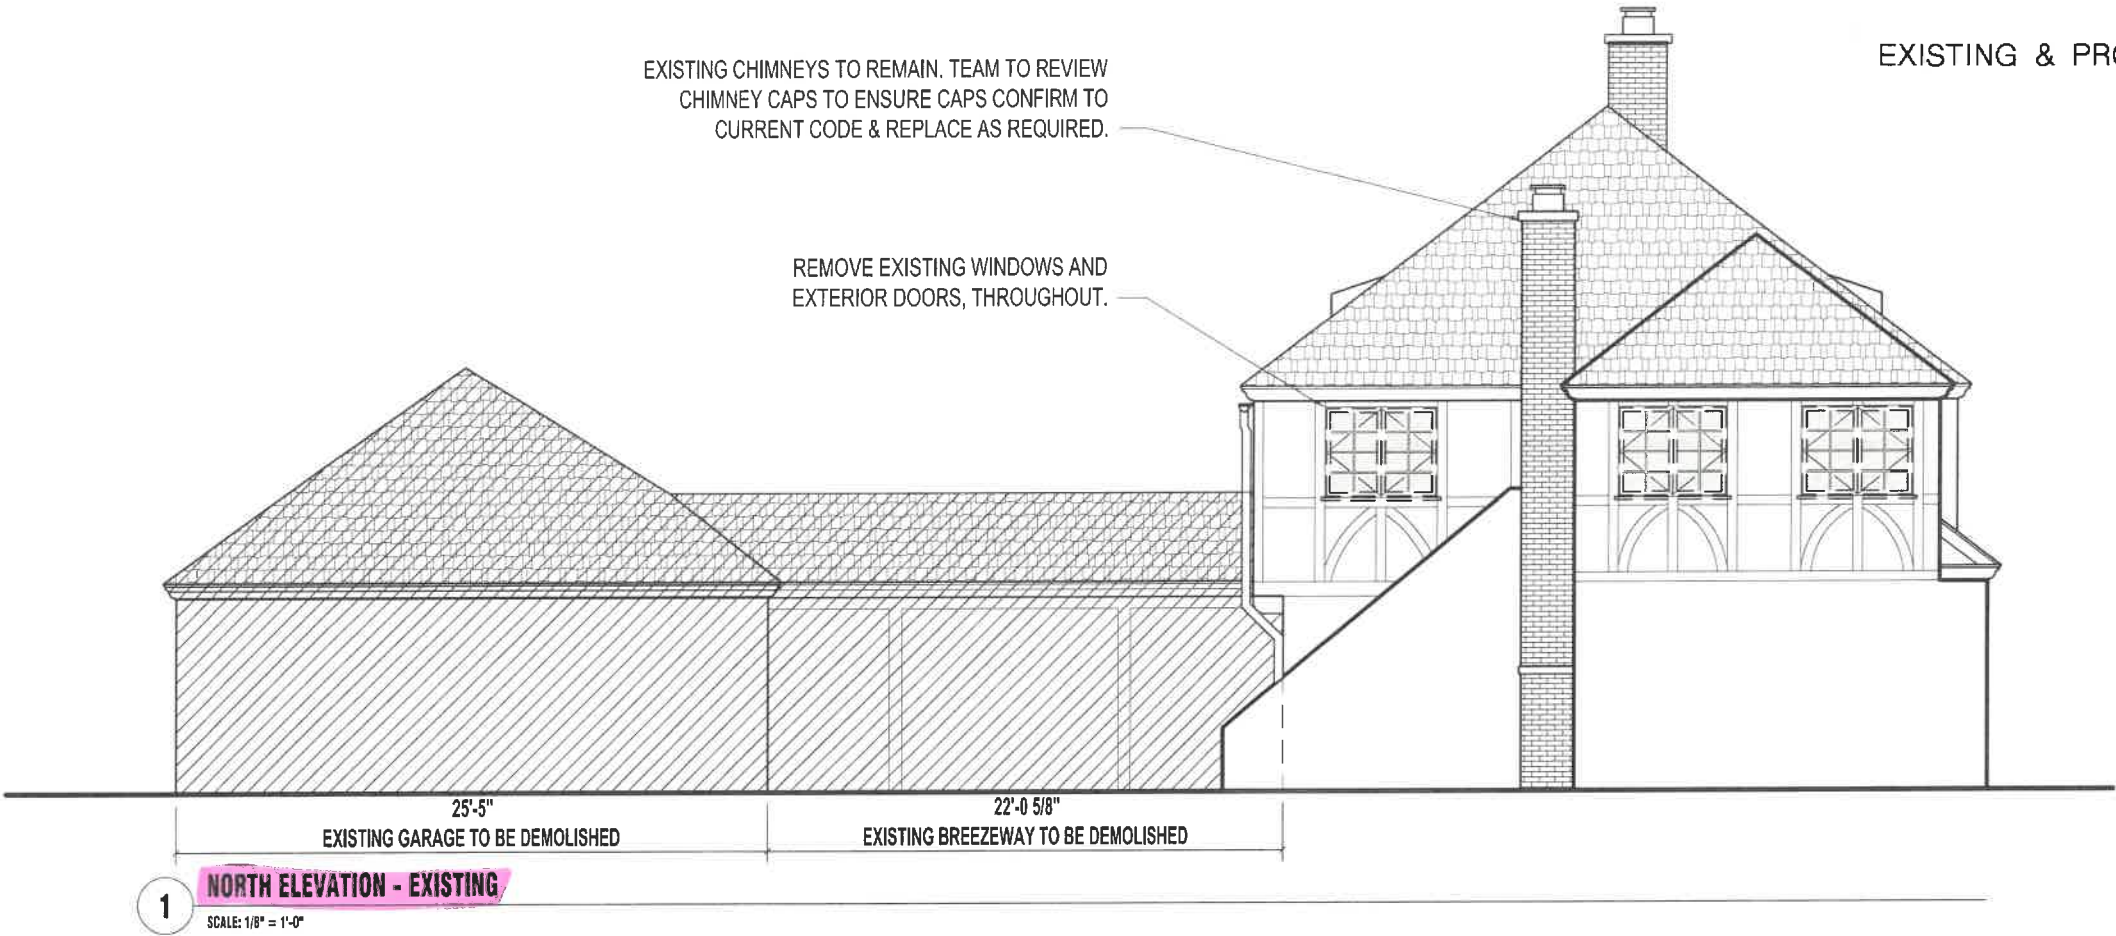 EXISTING & PR
EXISTING CHIMNEYS TO REMAIN. TEAM TO REVIEW
CHIMNEY CAPS TO ENSURE CAPS CONFIRM TO
CURRENT CODE & REPLACE AS REQUIRED.
REMOVE EXISTING WINDOWS AND
EXTERIOR DOORS, THROUGHOUT.
25'-5"
EXISTING GARAGE TO BE DEMOLISHED
22'-0 5/8"
EXISTING BREEZEWAY TO BE DEMOLISHED
1
NORTH ELEVATION - EXISTING
SCALE: 1/8" = 1'-0"